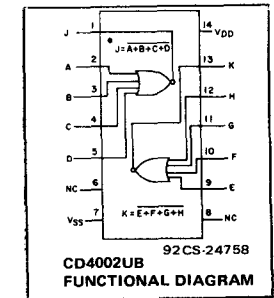 J 1
14 VDD
* J=A+B+C+D
A 2
13 K
B 3
12 H
C 4
11 G
D 5
10 F
NC 6
9 E
K=E+F+G+H
VSS 7
8 NC
92CS-24758
CD4002UB
FUNCTIONAL DIAGRAM